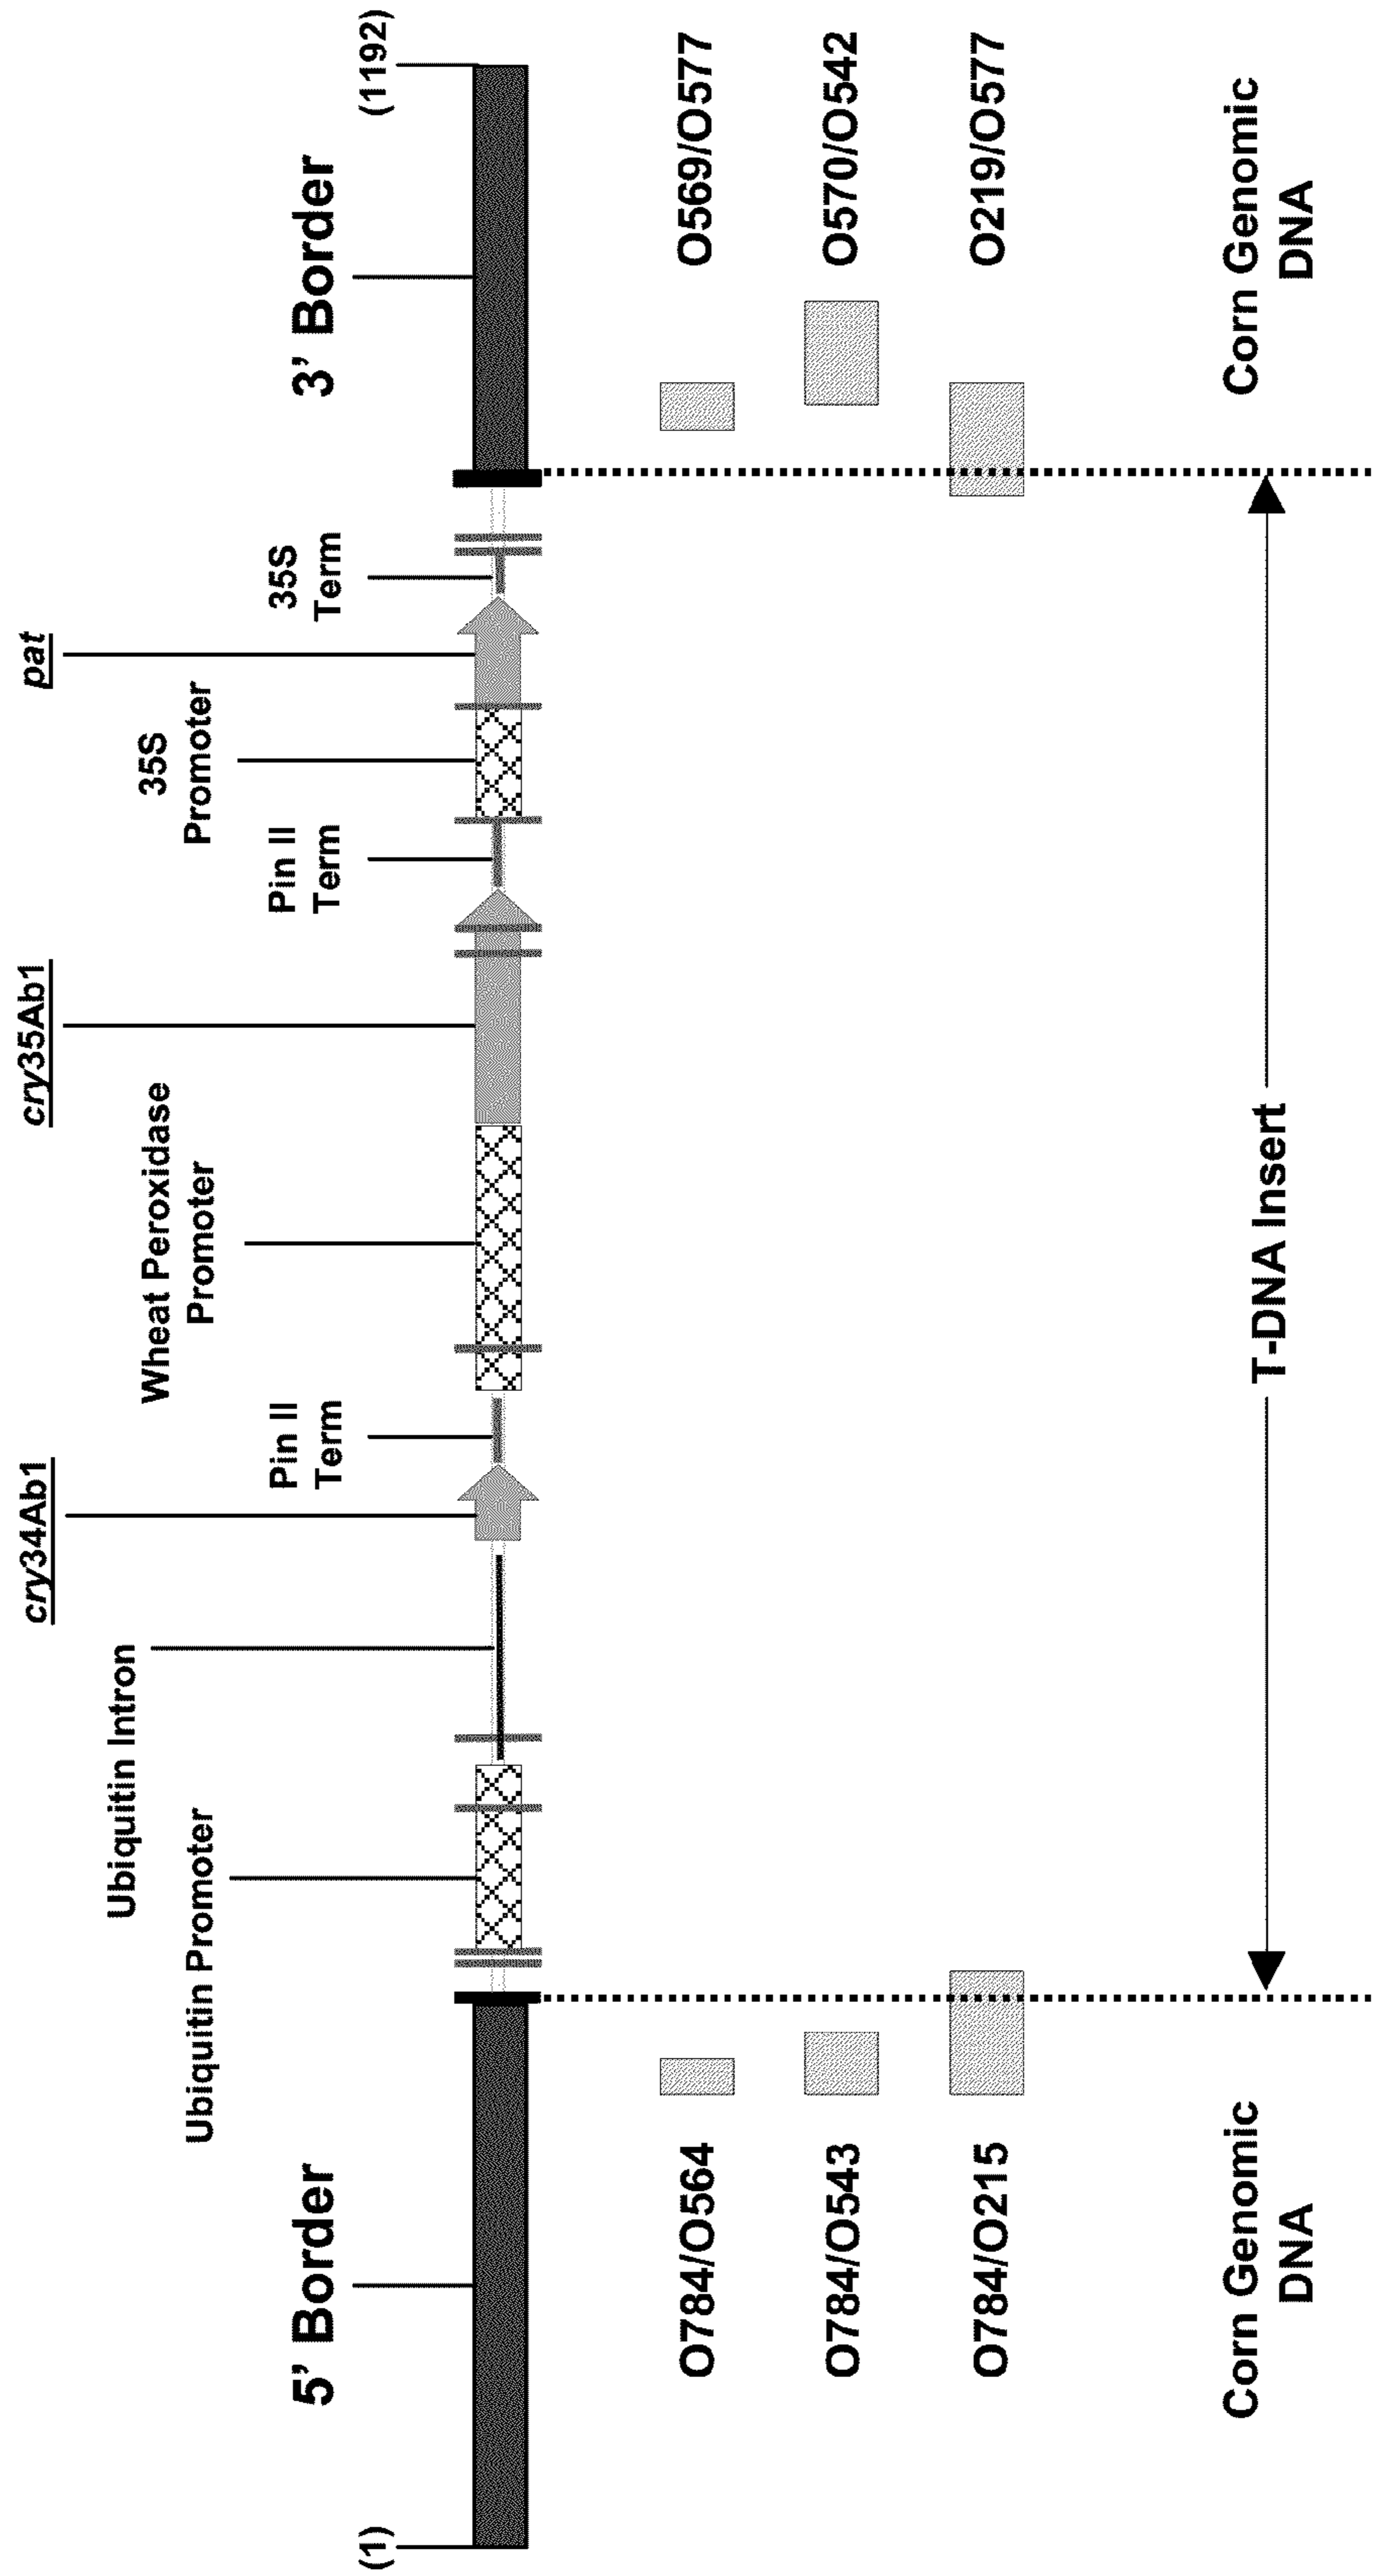 cry34Ab1
cry35Ab1
pat
Ubiquitin Intron
Wheat Peroxidase
Promoter
35S
Promoter
Ubiquitin Promoter
Pin II
Term
Pin II
Term
35S
Term
5' Border
3' Border
(1)
(1192)
O784/O564
O569/O577
O784/O543
O570/O542
O784/O215
O219/O577
Corn Genomic
DNA
T-DNA Insert
Corn Genomic
DNA